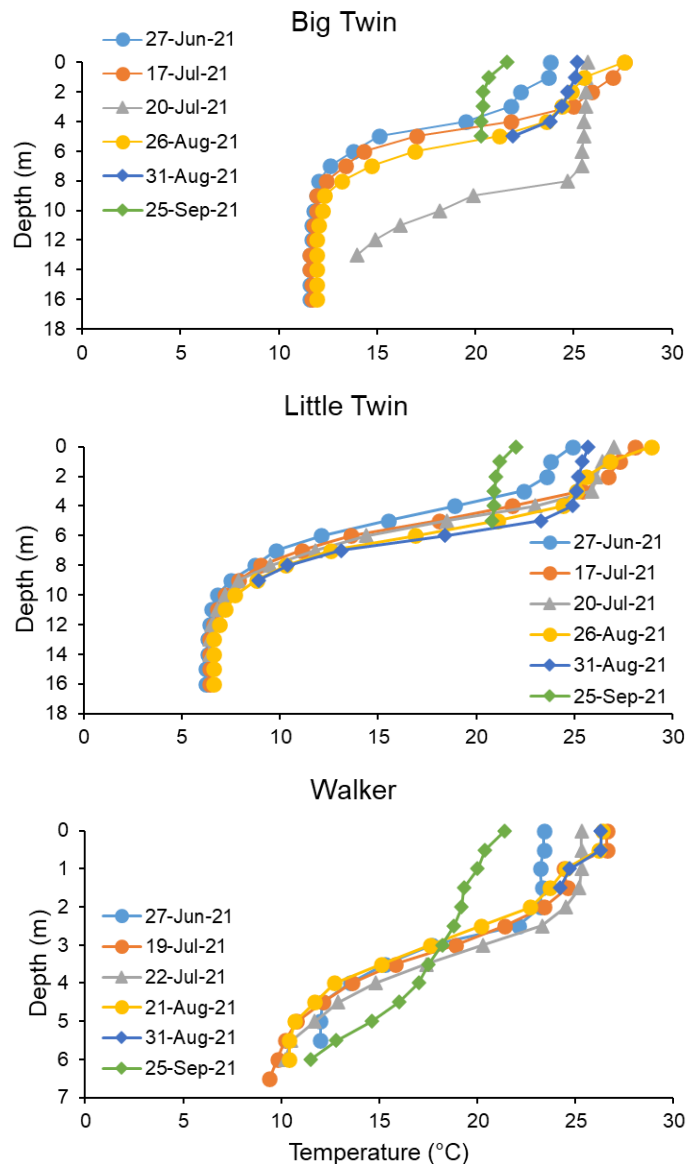 Big Twin
27-Jun-21
17-Jul-21
20-Jul-21
26-Aug-21
31-Aug-21
25-Sep-21
Depth (m)
0
2
4
6
8
10
12
14
16
18
0 5 10 15 20 25 30
Little Twin
Depth (m)
0
2
4
6
8
10
12
14
16
18
27-Jun-21
17-Jul-21
20-Jul-21
26-Aug-21
31-Aug-21
25-Sep-21
0 5 10 15 20 25 30
Walker
Depth (m)
0
1
2
3
4
5
6
7
27-Jun-21
19-Jul-21
22-Jul-21
21-Aug-21
31-Aug-21
25-Sep-21
0 5 10 15 20 25 30
Temperature (°C)